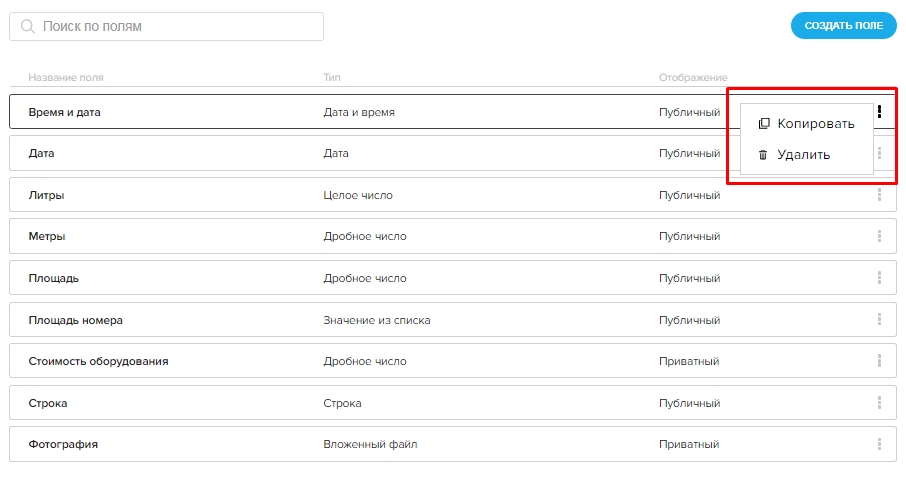 Поиск по полям
СОЗДАТЬ ПОЛЕ
Название поля Тип Отображение
Время и дата Дата и время Публичный
Копировать
Дата Дата Публичный
Удалить
Литры Целое число Публичный
Метры Дробное число Публичный
Площадь Дробное число Публичный
Площадь номера Значение из списка Публичный
Стоимость оборудования Дробное число Приватный
Строка Строка Публичный
Фотография Вложенный файл Приватный